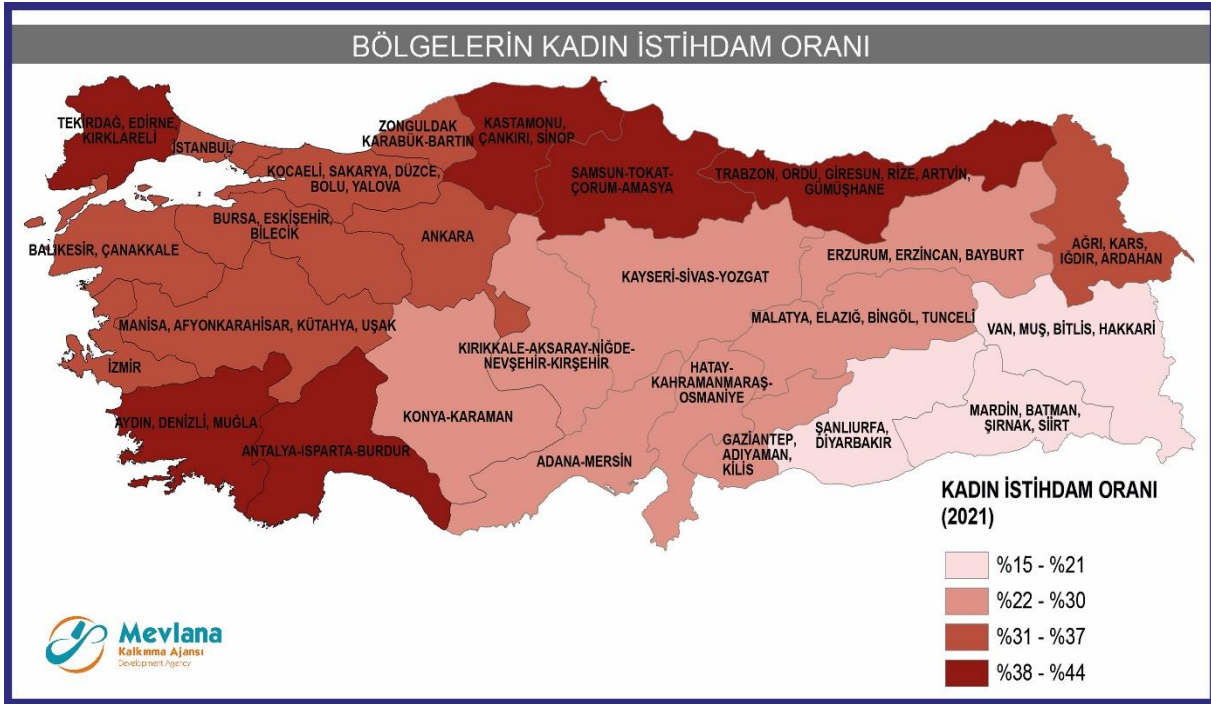 BÖLGELERİN KADIN İSTİHDAM ORANI
TEKİRDAĞ, EDİRNE,
KIRKLARELİ
İSTANBUL
ZONGULDAK
KARABÜK-BARTIN
KASTAMONU,
ÇANKIRI, SİNOP
KOCAELİ, SAKARYA, DÜZCE,
BOLU, YALOVA
SAMSUN-TOKAT-
ÇORUM-AMASYA
TRABZON, ORDU, GİRESUN, RİZE, ARTVİN,
GÜMÜŞHANE
BURSA, ESKİŞEHİR,
BİLECİK
BALIKESİR, ÇANAKKALE
ANKARA
KAYSERİ-SİVAS-YOZGAT
ERZURUM, ERZİNCAN, BAYBURT
AĞRI, KARS,
IĞDIR, ARDAHAN
MANİSA, AFYONKARAHİSAR, KÜTAHYA, UŞAK
MALATYA, ELAZIĞ, BİNGÖL, TUNCELİ
VAN, MUŞ, BİTLİS, HAKKARİ
KIRIKKALE-AKSARAY-NİĞDE-
NEVŞEHİR-KIRŞEHİR
İZMİR
HATAY-
KAHRAMANMARAŞ-
OSMANİYE
AYDIN, DENİZLİ, MUĞLA
KONYA-KARAMAN
MARDİN, BATMAN,
ŞIRNAK, SİİRT
ŞANLIURFA,
DİYARBAKIR
ANTALYA-ISPARTA-BURDUR
GAZİANTEP,
ADIYAMAN,
KİLİS
ADANA-MERSİN
KADIN İSTİHDAM ORANI
(2021)
%15 - %21
%22 - %30
%31 - %37
%38 - %44
Mevlana
Kalkınma Ajansı
Development Agency